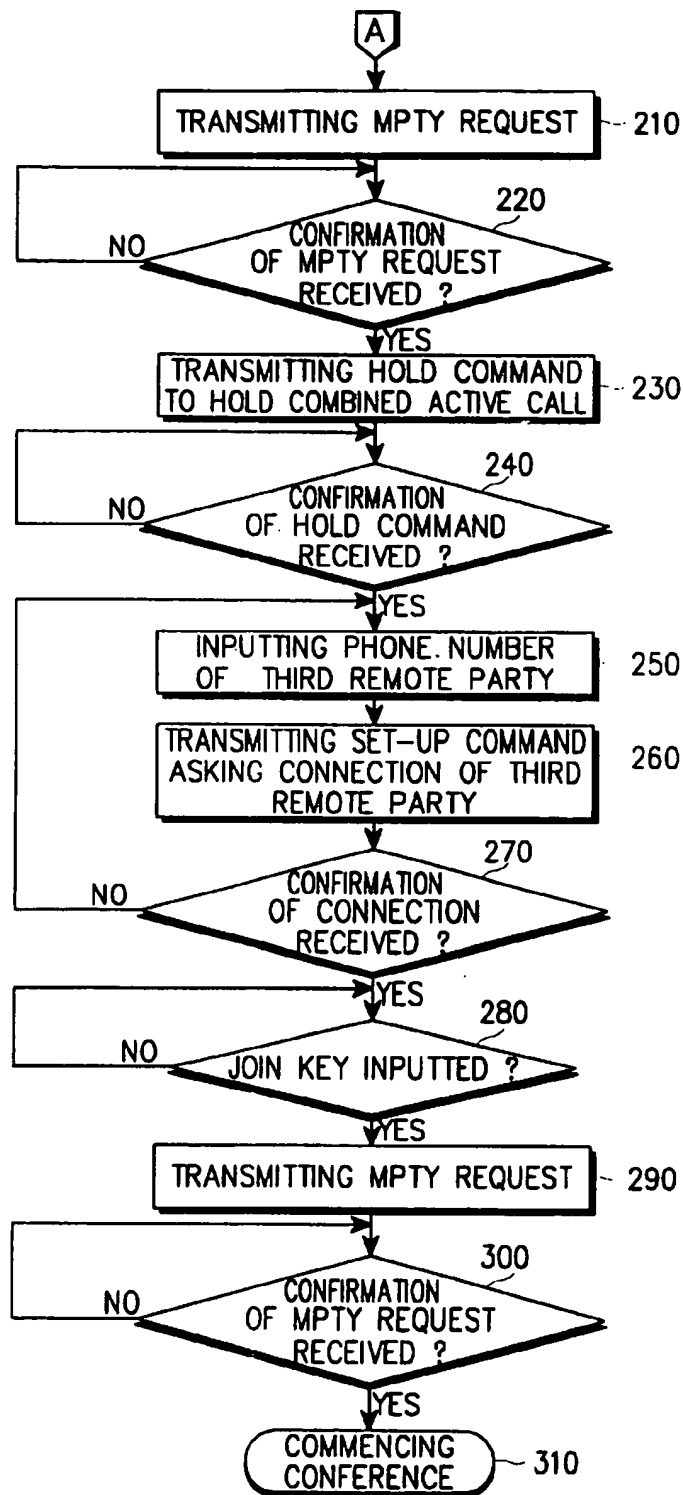 A
TRANSMITTING MPTY REQUEST
210
220
CONFIRMATION
OF MPTY REQUEST
RECEIVED ?
NO
YES
TRANSMITTING HOLD COMMAND
TO HOLD COMBINED ACTIVE CALL
230
240
CONFIRMATION
OF HOLD COMMAND
RECEIVED ?
NO
YES
INPUTTING PHONE.NUMBER
OF THIRD REMOTE PARTY
250
TRANSMITTING SET-UP COMMAND
ASKING CONNECTION OF THIRD
REMOTE PARTY
260
270
CONFIRMATION
OF CONNECTION
RECEIVED ?
NO
YES
280
JOIN KEY INPUTTED ?
NO
YES
TRANSMITTING MPTY REQUEST
290
300
CONFIRMATION
OF MPTY REQUEST
RECEIVED ?
NO
YES
COMMENCING
CONFERENCE
310